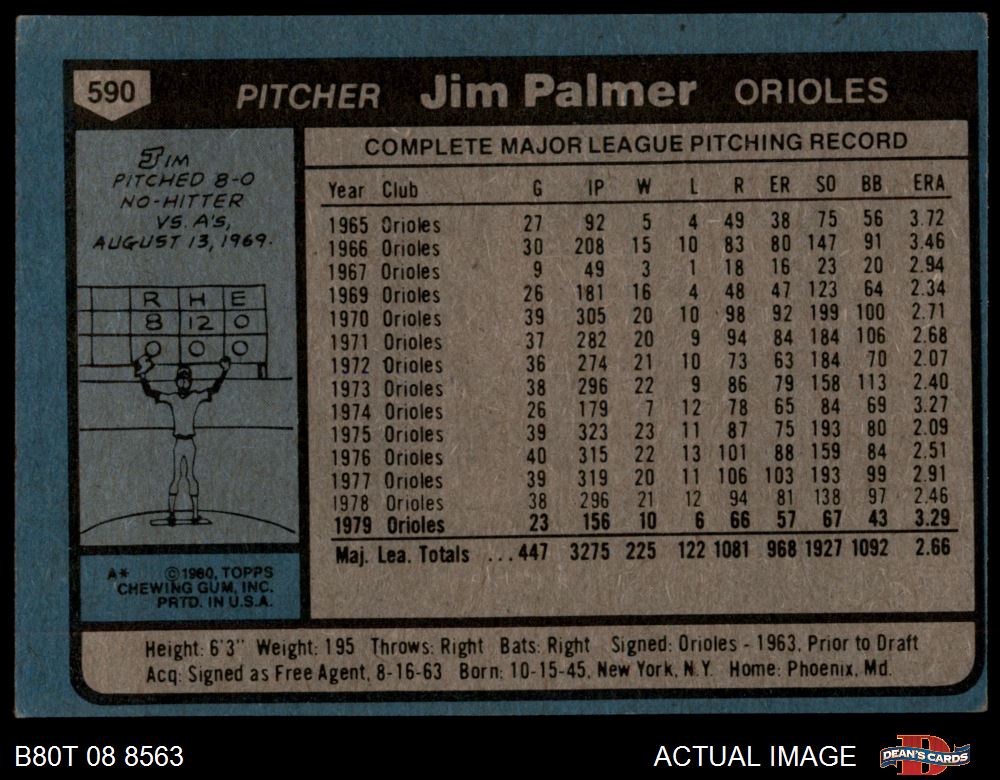 590 PITCHER Jim Palmer ORIOLES
JIM
PITCHED 8-0
NO-HITTER
VS. A'S,
AUGUST 13, 1969.
R H E
8 12 0
0 0 0
A* ©1980, TOPPS
CHEWING GUM, INC.
PRTD. IN U.S.A.
COMPLETE MAJOR LEAGUE PITCHING RECORD
Year Club G IP W L R ER SO BB ERA
1965 Orioles 27 92 5 4 49 38 75 56 3.72
1966 Orioles 30 208 15 10 83 80 147 91 3.46
1967 Orioles 9 49 3 1 18 16 23 20 2.94
1969 Orioles 26 181 16 4 48 47 123 64 2.34
1970 Orioles 39 305 20 10 98 92 199 100 2.71
1971 Orioles 37 282 20 9 94 84 184 106 2.68
1972 Orioles 36 274 21 10 73 63 184 70 2.07
1973 Orioles 38 296 22 9 86 79 158 113 2.40
1974 Orioles 26 179 7 12 78 65 84 69 3.27
1975 Orioles 39 323 23 11 87 75 193 80 2.09
1976 Orioles 40 315 22 13 101 88 159 84 2.51
1977 Orioles 39 319 20 11 106 103 193 99 2.91
1978 Orioles 38 296 21 12 94 81 138 97 2.46
1979 Orioles 23 156 10 6 66 57 67 43 3.29
Maj. Lea. Totals ...447 3275 225 122 1081 968 1927 1092 2.66
Height: 6'3" Weight: 195 Throws: Right Bats: Right Signed: Orioles - 1963, Prior to Draft
Acq: Signed as Free Agent, 8-16-63 Born: 10-15-45, New York, N.Y. Home: Phoenix, Md.
B80T 08 8563 ACTUAL IMAGE DEAN'S CARDS